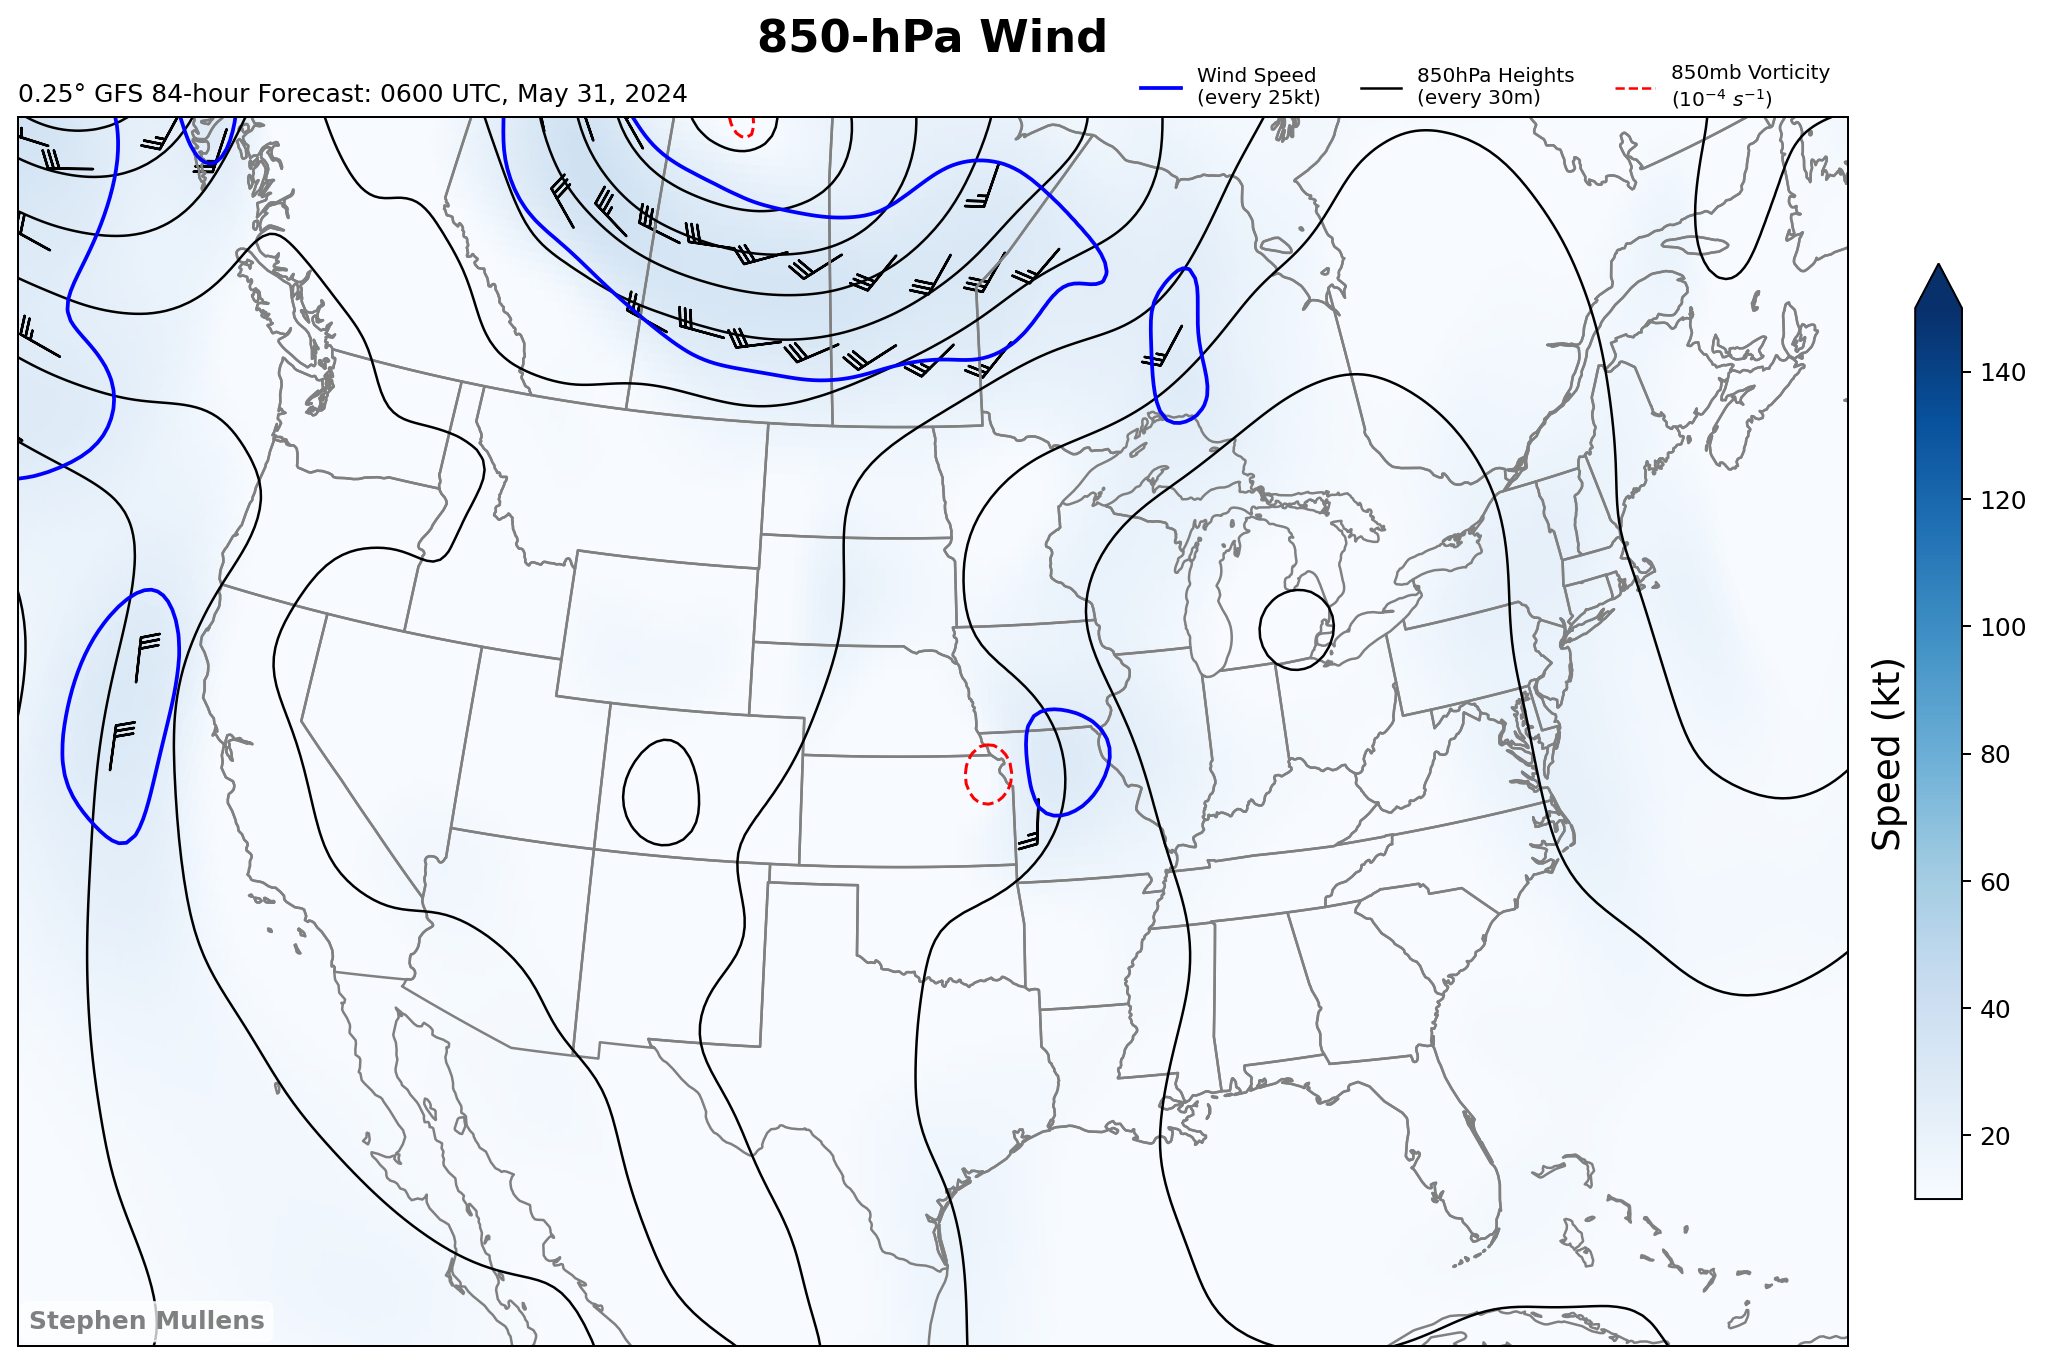 850-hPa Wind
0.25° GFS 84-hour Forecast: 0600 UTC, May 31, 2024
Wind Speed
(every 25kt)
850hPa Heights
(every 30m)
850mb Vorticity
(10⁻⁴ s⁻¹)
140
120
100
80
60
40
20
Speed (kt)
Stephen Mullens